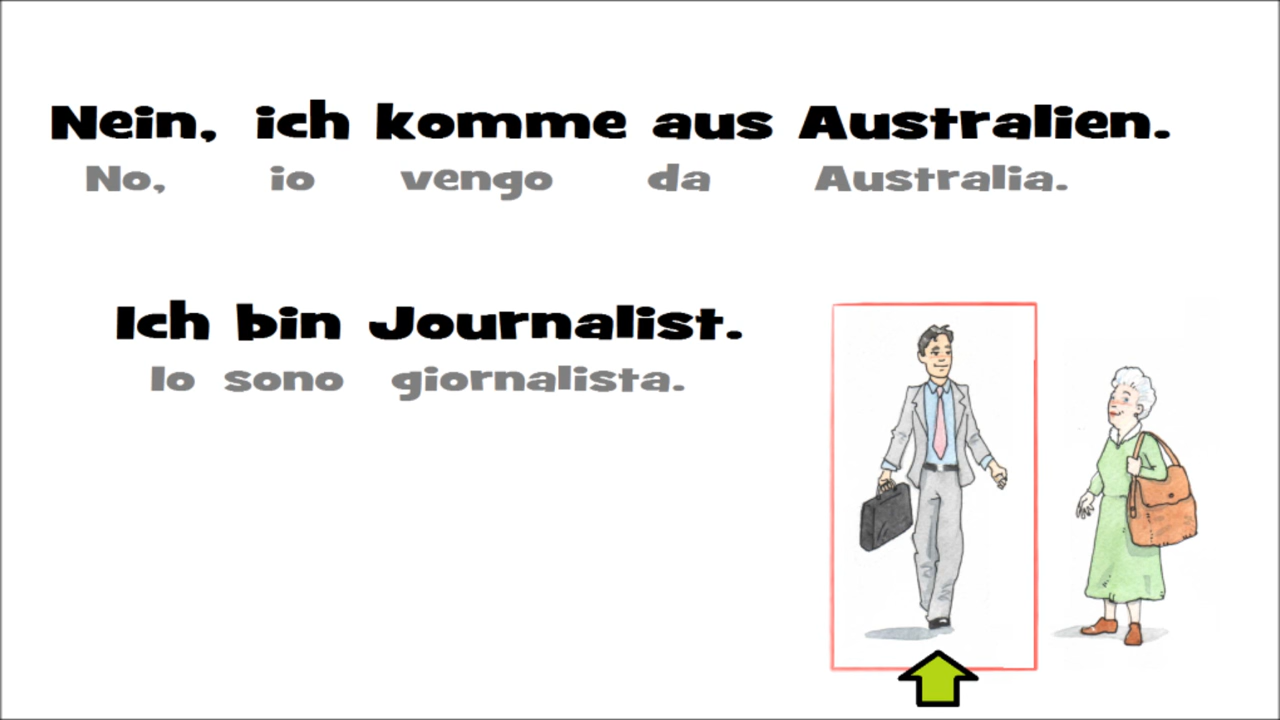 Nein, ich komme aus Australien.
No, io vengo da Australia.
Ich bin Journalist.
Io sono giornalista.